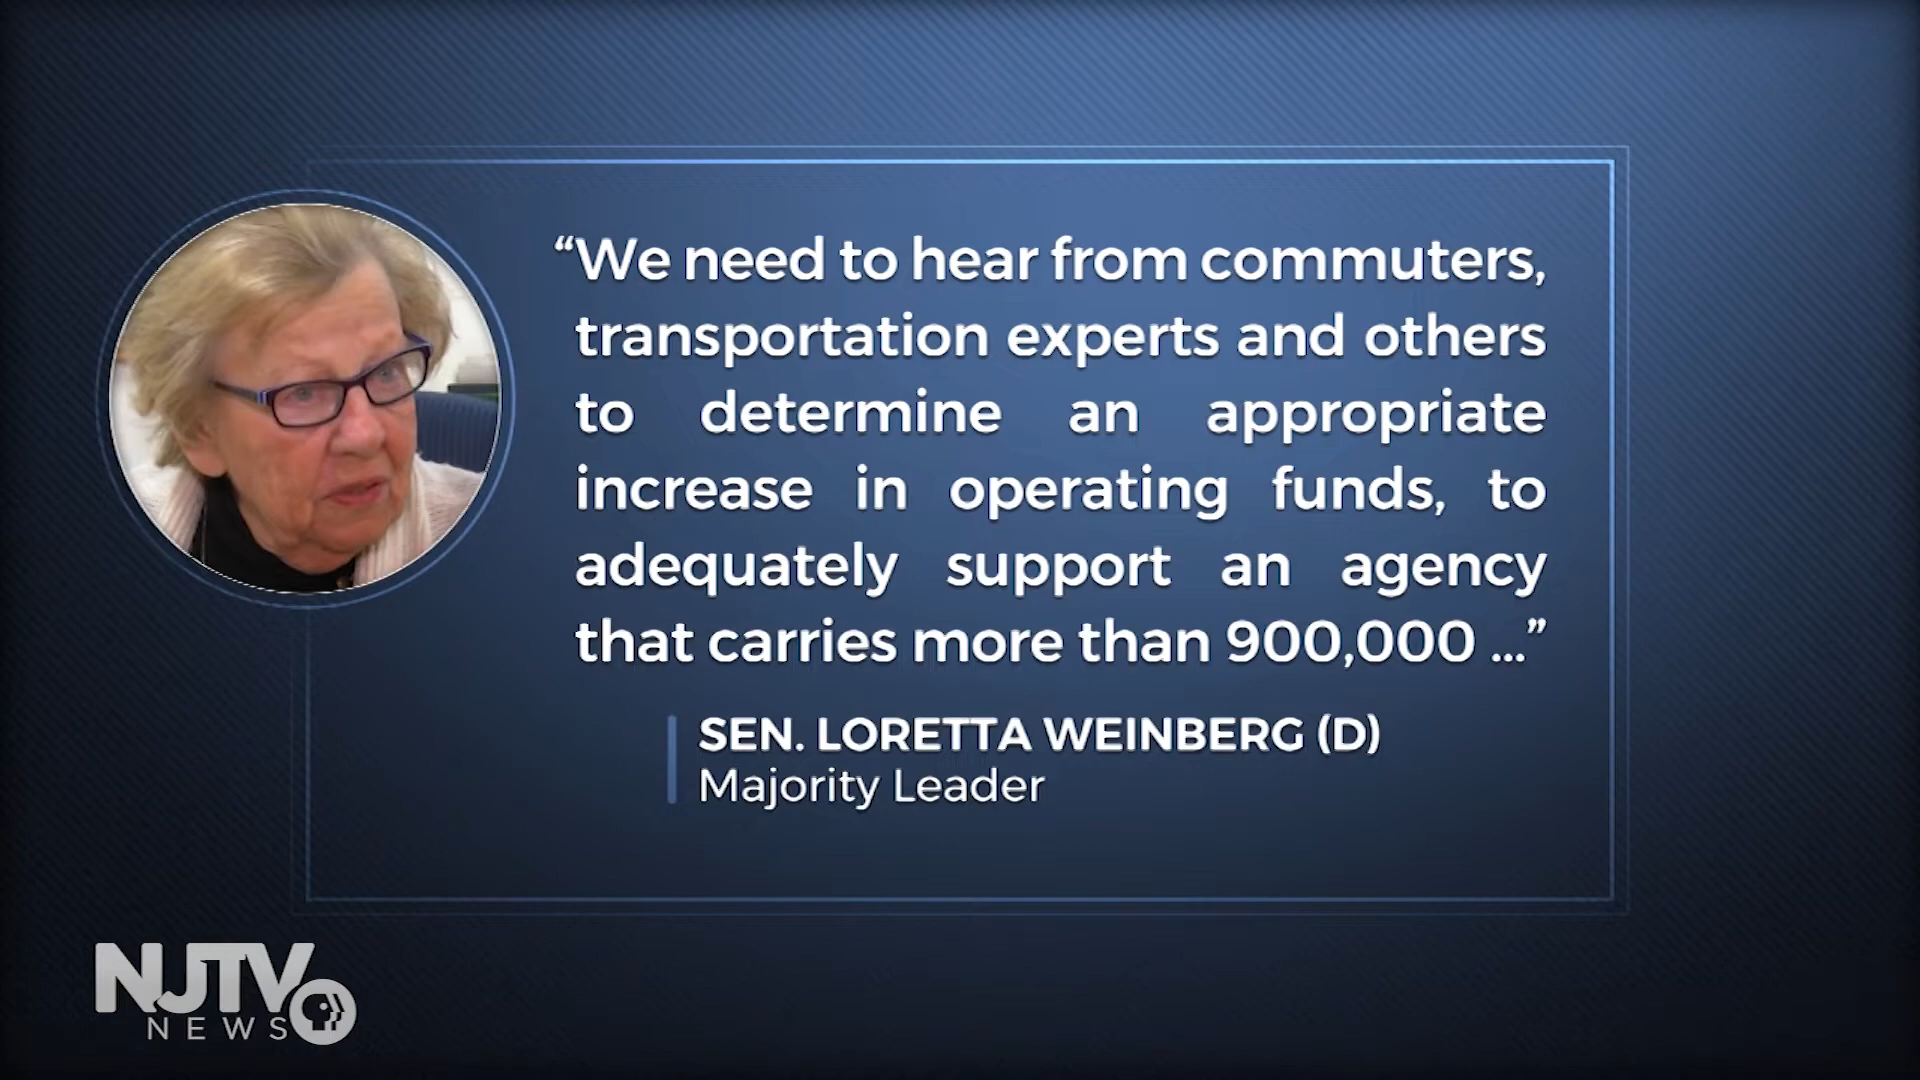 “We need to hear from commuters,
transportation experts and others
to determine an appropriate
increase in operating funds, to
adequately support an agency
that carries more than 900,000 ...”
SEN. LORETTA WEINBERG (D)
Majority Leader
NJTV
NEWS